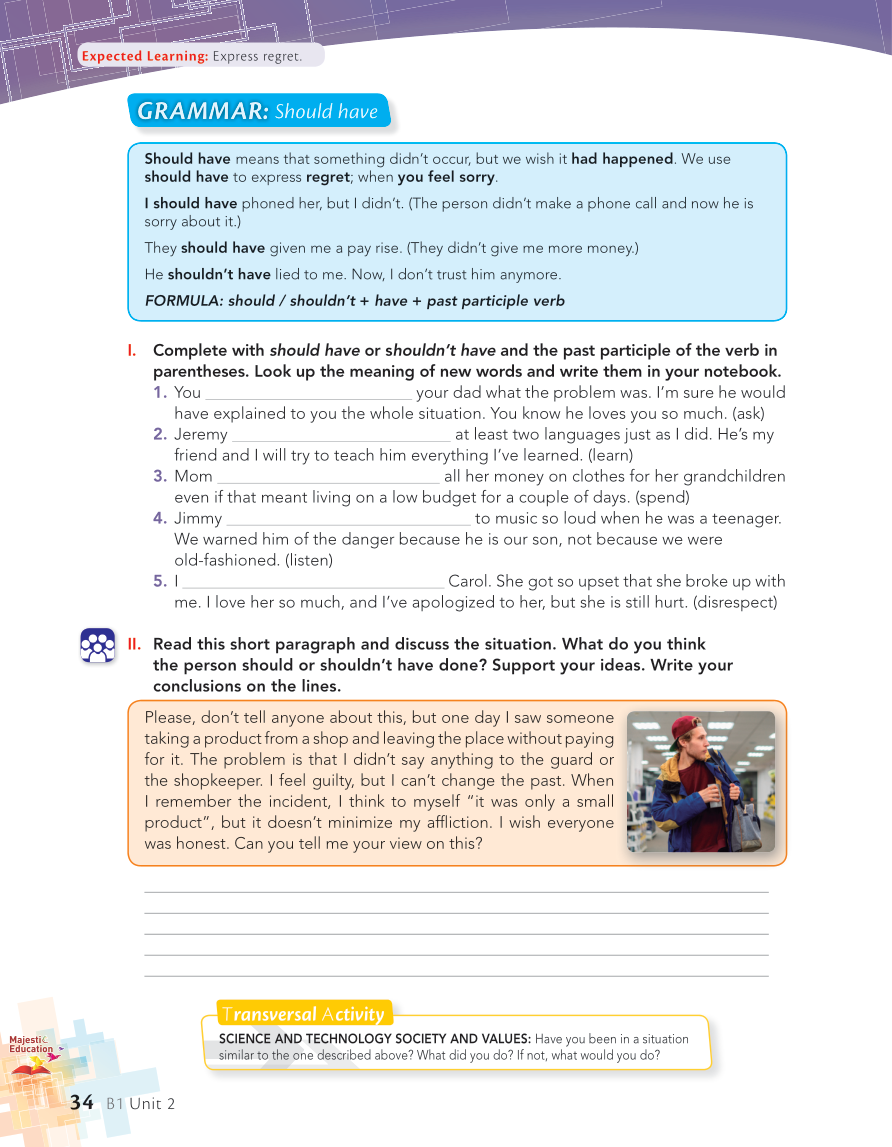 Expected Learning: Express regret.
GRAMMAR: Should have
Should have means that something didn't occur, but we wish it had happened. We use
should have to express regret; when you feel sorry.
I should have phoned her, but I didn't. (The person didn't make a phone call and now he is
sorry about it.)
They should have given me a pay rise. (They didn't give me more money.)
He shouldn't have lied to me. Now, I don't trust him anymore.
FORMULA: should / shouldn't + have + past participle verb
I. Complete with should have or shouldn't have and the past participle of the verb in
parentheses. Look up the meaning of new words and write them in your notebook.
1. You ____ your dad what the problem was. I'm sure he would
have explained to you the whole situation. You know he loves you so much. (ask)
2. Jeremy ____ at least two languages just as I did. He's my
friend and I will try to teach him everything I've learned. (learn)
3. Mom ____ all her money on clothes for her grandchildren
even if that meant living on a low budget for a couple of days. (spend)
4. Jimmy ____ to music so loud when he was a teenager.
We warned him of the danger because he is our son, not because we were
old-fashioned. (listen)
5. I ____ Carol. She got so upset that she broke up with
me. I love her so much, and I've apologized to her, but she is still hurt. (disrespect)
II. Read this short paragraph and discuss the situation. What do you think
the person should or shouldn't have done? Support your ideas. Write your
conclusions on the lines.
Please, don't tell anyone about this, but one day I saw someone
taking a product from a shop and leaving the place without paying
for it. The problem is that I didn't say anything to the guard or
the shopkeeper. I feel guilty, but I can't change the past. When
I remember the incident, I think to myself "it was only a small
product", but it doesn't minimize my affliction. I wish everyone
was honest. Can you tell me your view on this?
Transversal Activity
SCIENCE AND TECHNOLOGY SOCIETY AND VALUES: Have you been in a situation
similar to the one described above? What did you do? If not, what would you do?
Majestic
Education
34 B1 Unit 2